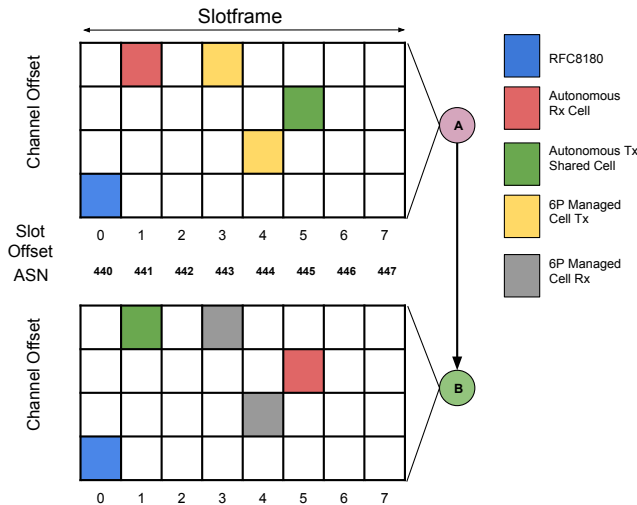 Slotframe
Channel Offset
RFC8180
Autonomous
Rx Cell
A
Autonomous Tx
Shared Cell
6P Managed
Cell Tx
6P Managed
Cell Rx
Slot
Offset
0 1 2 3 4 5 6 7
ASN
440 441 442 443 444 445 446 447
Channel Offset
B
0 1 2 3 4 5 6 7